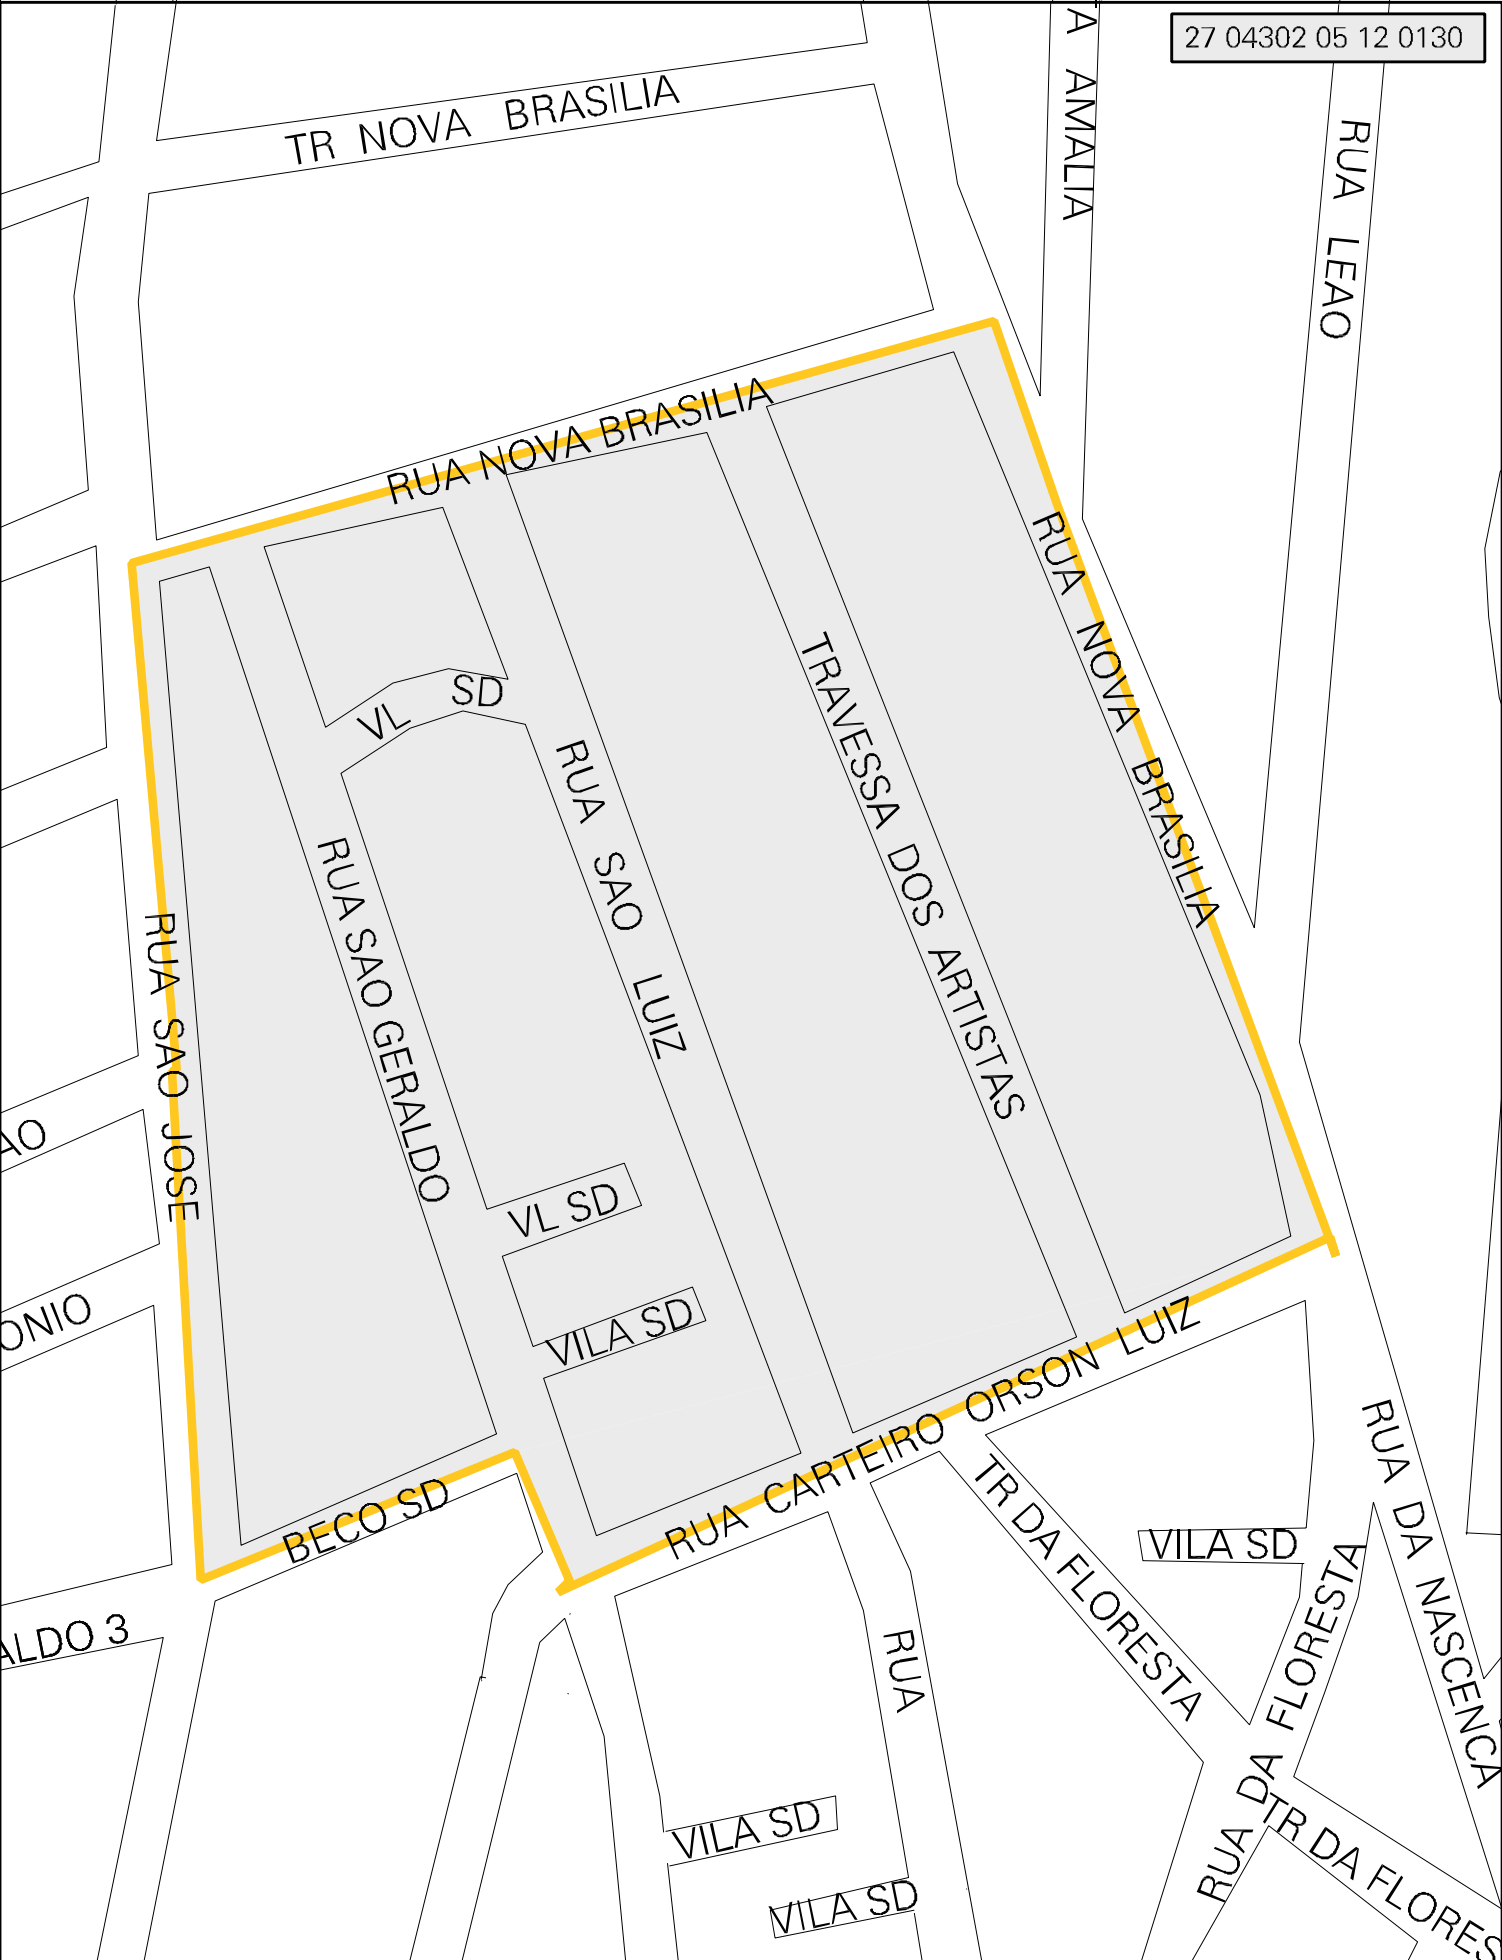 27 04302 05 12 0130
A AMALIA
TR NOVA BRASILIA
RUA LEAO
RUA NOVA BRASILIA
RUA NOVA BRASILIA
TRAVESSA DOS ARTISTAS
VL SD
RUA SAO LUIZ
RUA SAO GERALDO
RUA SAO JOSE
AO
VL SD
ONIO
VILA SD
RUA CARTEIRO ORSON LUIZ
BECO SD
RUA DA NASCENCA
TR DA FLORESTA
VILA SD
ALDO 3
RUA
RUA DA FLORESTA
VILA SD
TR DA FLORES
VILA SD